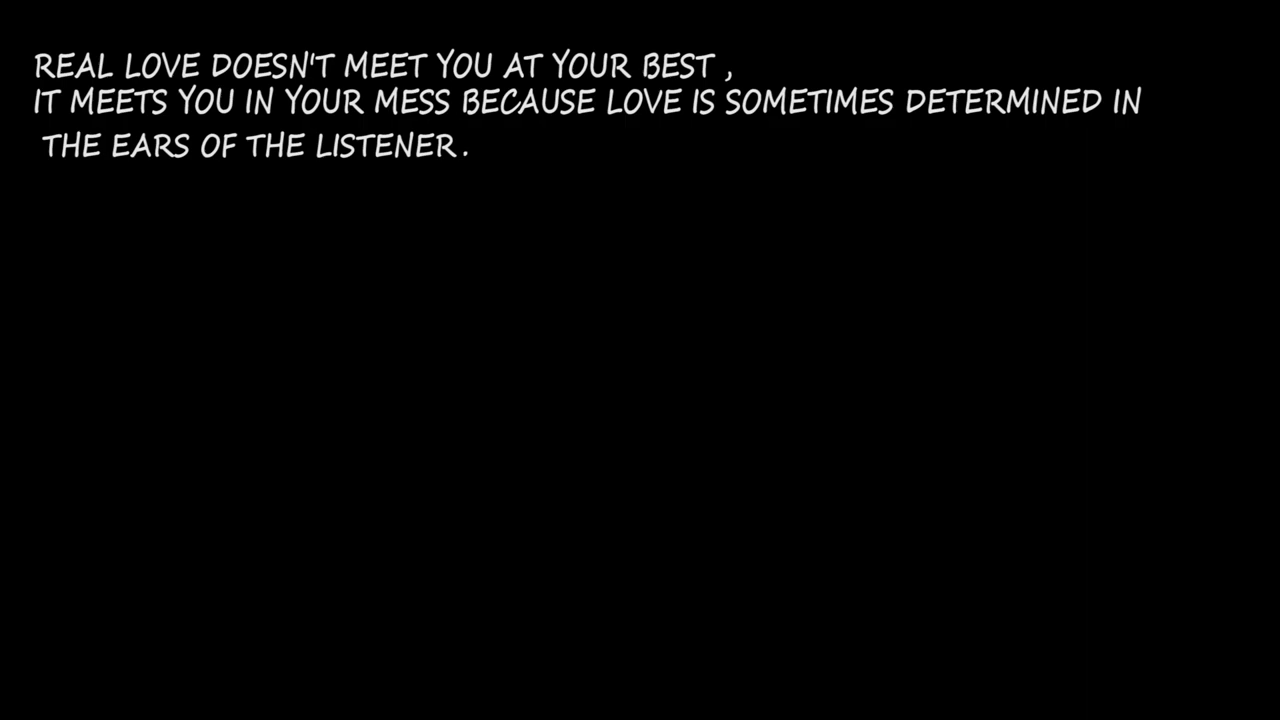 REAL LOVE DOESN'T MEET YOU AT YOUR BEST ,
IT MEETS YOU IN YOUR MESS BECAUSE LOVE IS SOMETIMES DETERMINED IN
THE EARS OF THE LISTENER .